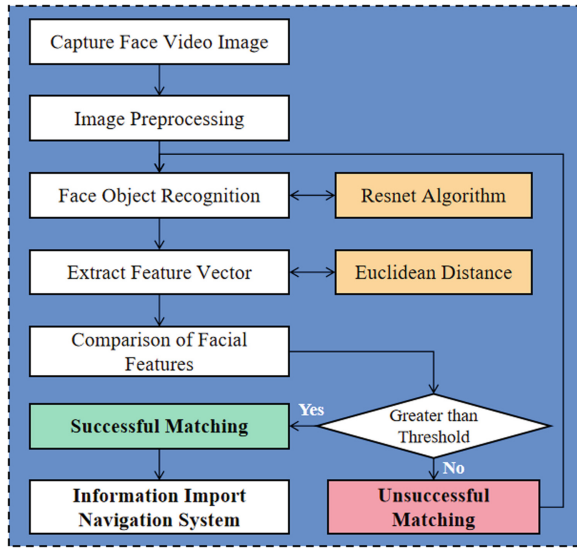 Capture Face Video Image
Image Preprocessing
Face Object Recognition
Resnet Algorithm
Extract Feature Vector
Euclidean Distance
Comparison of Facial
Features
Greater than
Threshold
Yes
Successful Matching
No
Information Import
Navigation System
Unsuccessful
Matching